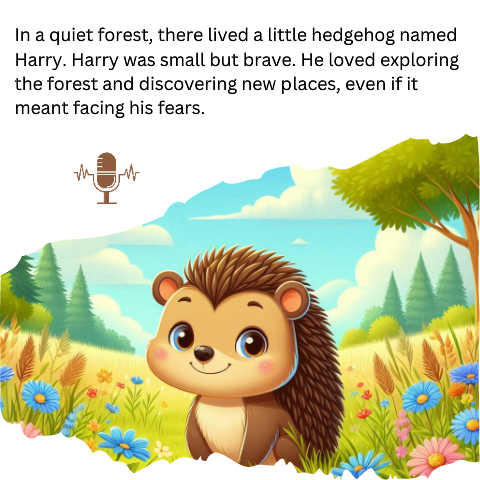 In a quiet forest, there lived a little hedgehog named
Harry. Harry was small but brave. He loved exploring
the forest and discovering new places, even if it
meant facing his fears.